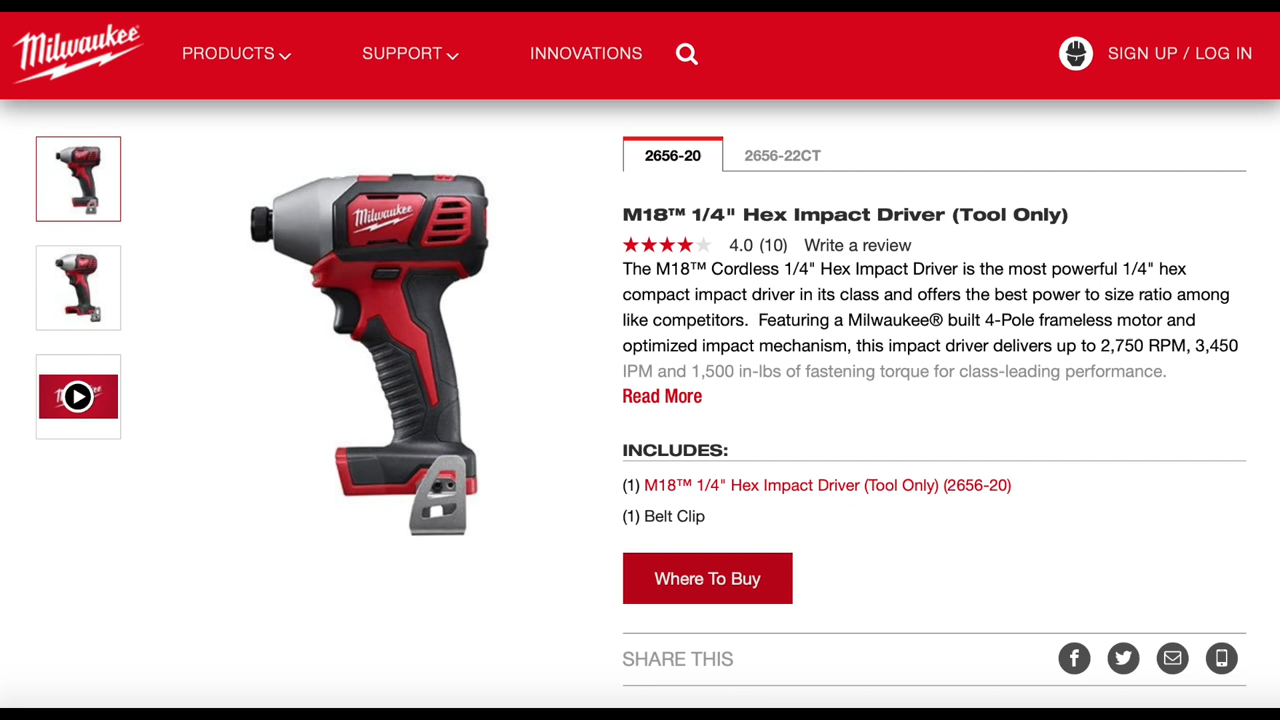 Milwaukee
PRODUCTS
SUPPORT
INNOVATIONS
SIGN UP / LOG IN
Milwaukee
2656-20
2656-22CT
M18™ 1/4" Hex Impact Driver (Tool Only)
4.0 (10) Write a review
The M18™ Cordless 1/4" Hex Impact Driver is the most powerful 1/4" hex
compact impact driver in its class and offers the best power to size ratio among
like competitors.  Featuring a Milwaukee® built 4-Pole frameless motor and
optimized impact mechanism, this impact driver delivers up to 2,750 RPM, 3,450
IPM and 1,500 in-lbs of fastening torque for class-leading performance.
Read More
INCLUDES:
(1) M18™ 1/4" Hex Impact Driver (Tool Only) (2656-20)
(1) Belt Clip
Where To Buy
SHARE THIS